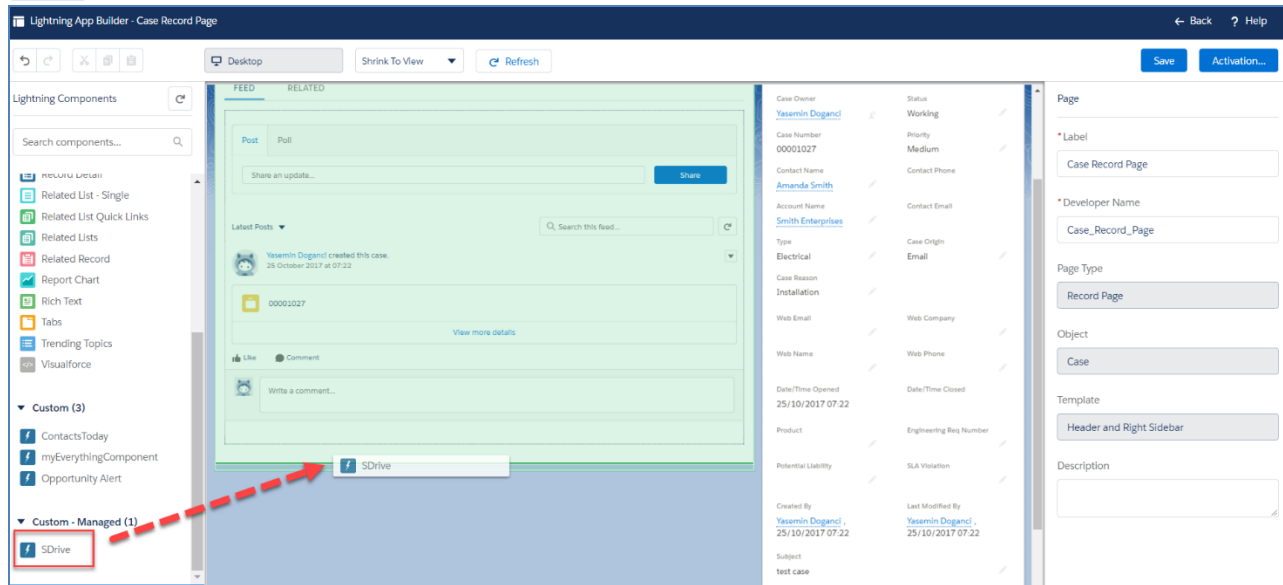 Lightning App Builder - Case Record Page
← Back ? Help
Desktop
Shrink To View
Refresh
Save
Activation...
Lightning Components
Search components...
Record Detail
Related List - Single
Related List Quick Links
Related Lists
Related Record
Report Chart
Rich Text
Tabs
Trending Topics
Visualforce
Custom (3)
ContactsToday
myEverythingComponent
Opportunity Alert
Custom - Managed (1)
SDrive
FEED RELATED
Post Poll
Share an update...
Share
Latest Posts
Search this feed...
Yasemin Doganci created this case.
25 October 2017 at 07:22
00001027
View more details
Like Comment
Write a comment...
SDrive
Case Owner Status
Yasemin Doganci Working
Case Number Priority
00001027 Medium
Contact Name Contact Phone
Amanda Smith
Account Name Contact Email
Smith Enterprises
Type Case Origin
Electrical Email
Case Reason
Installation
Web Email Web Company
Web Name Web Phone
Date/Time Opened Date/Time Closed
25/10/2017 07:22
Product Engineering Req Number
Potential Liability SLA Violation
Created By Last Modified By
Yasemin Doganci , Yasemin Doganci ,
25/10/2017 07:22 25/10/2017 07:22
Subject
test case
Page
*Label
Case Record Page
*Developer Name
Case_Record_Page
Page Type
Record Page
Object
Case
Template
Header and Right Sidebar
Description